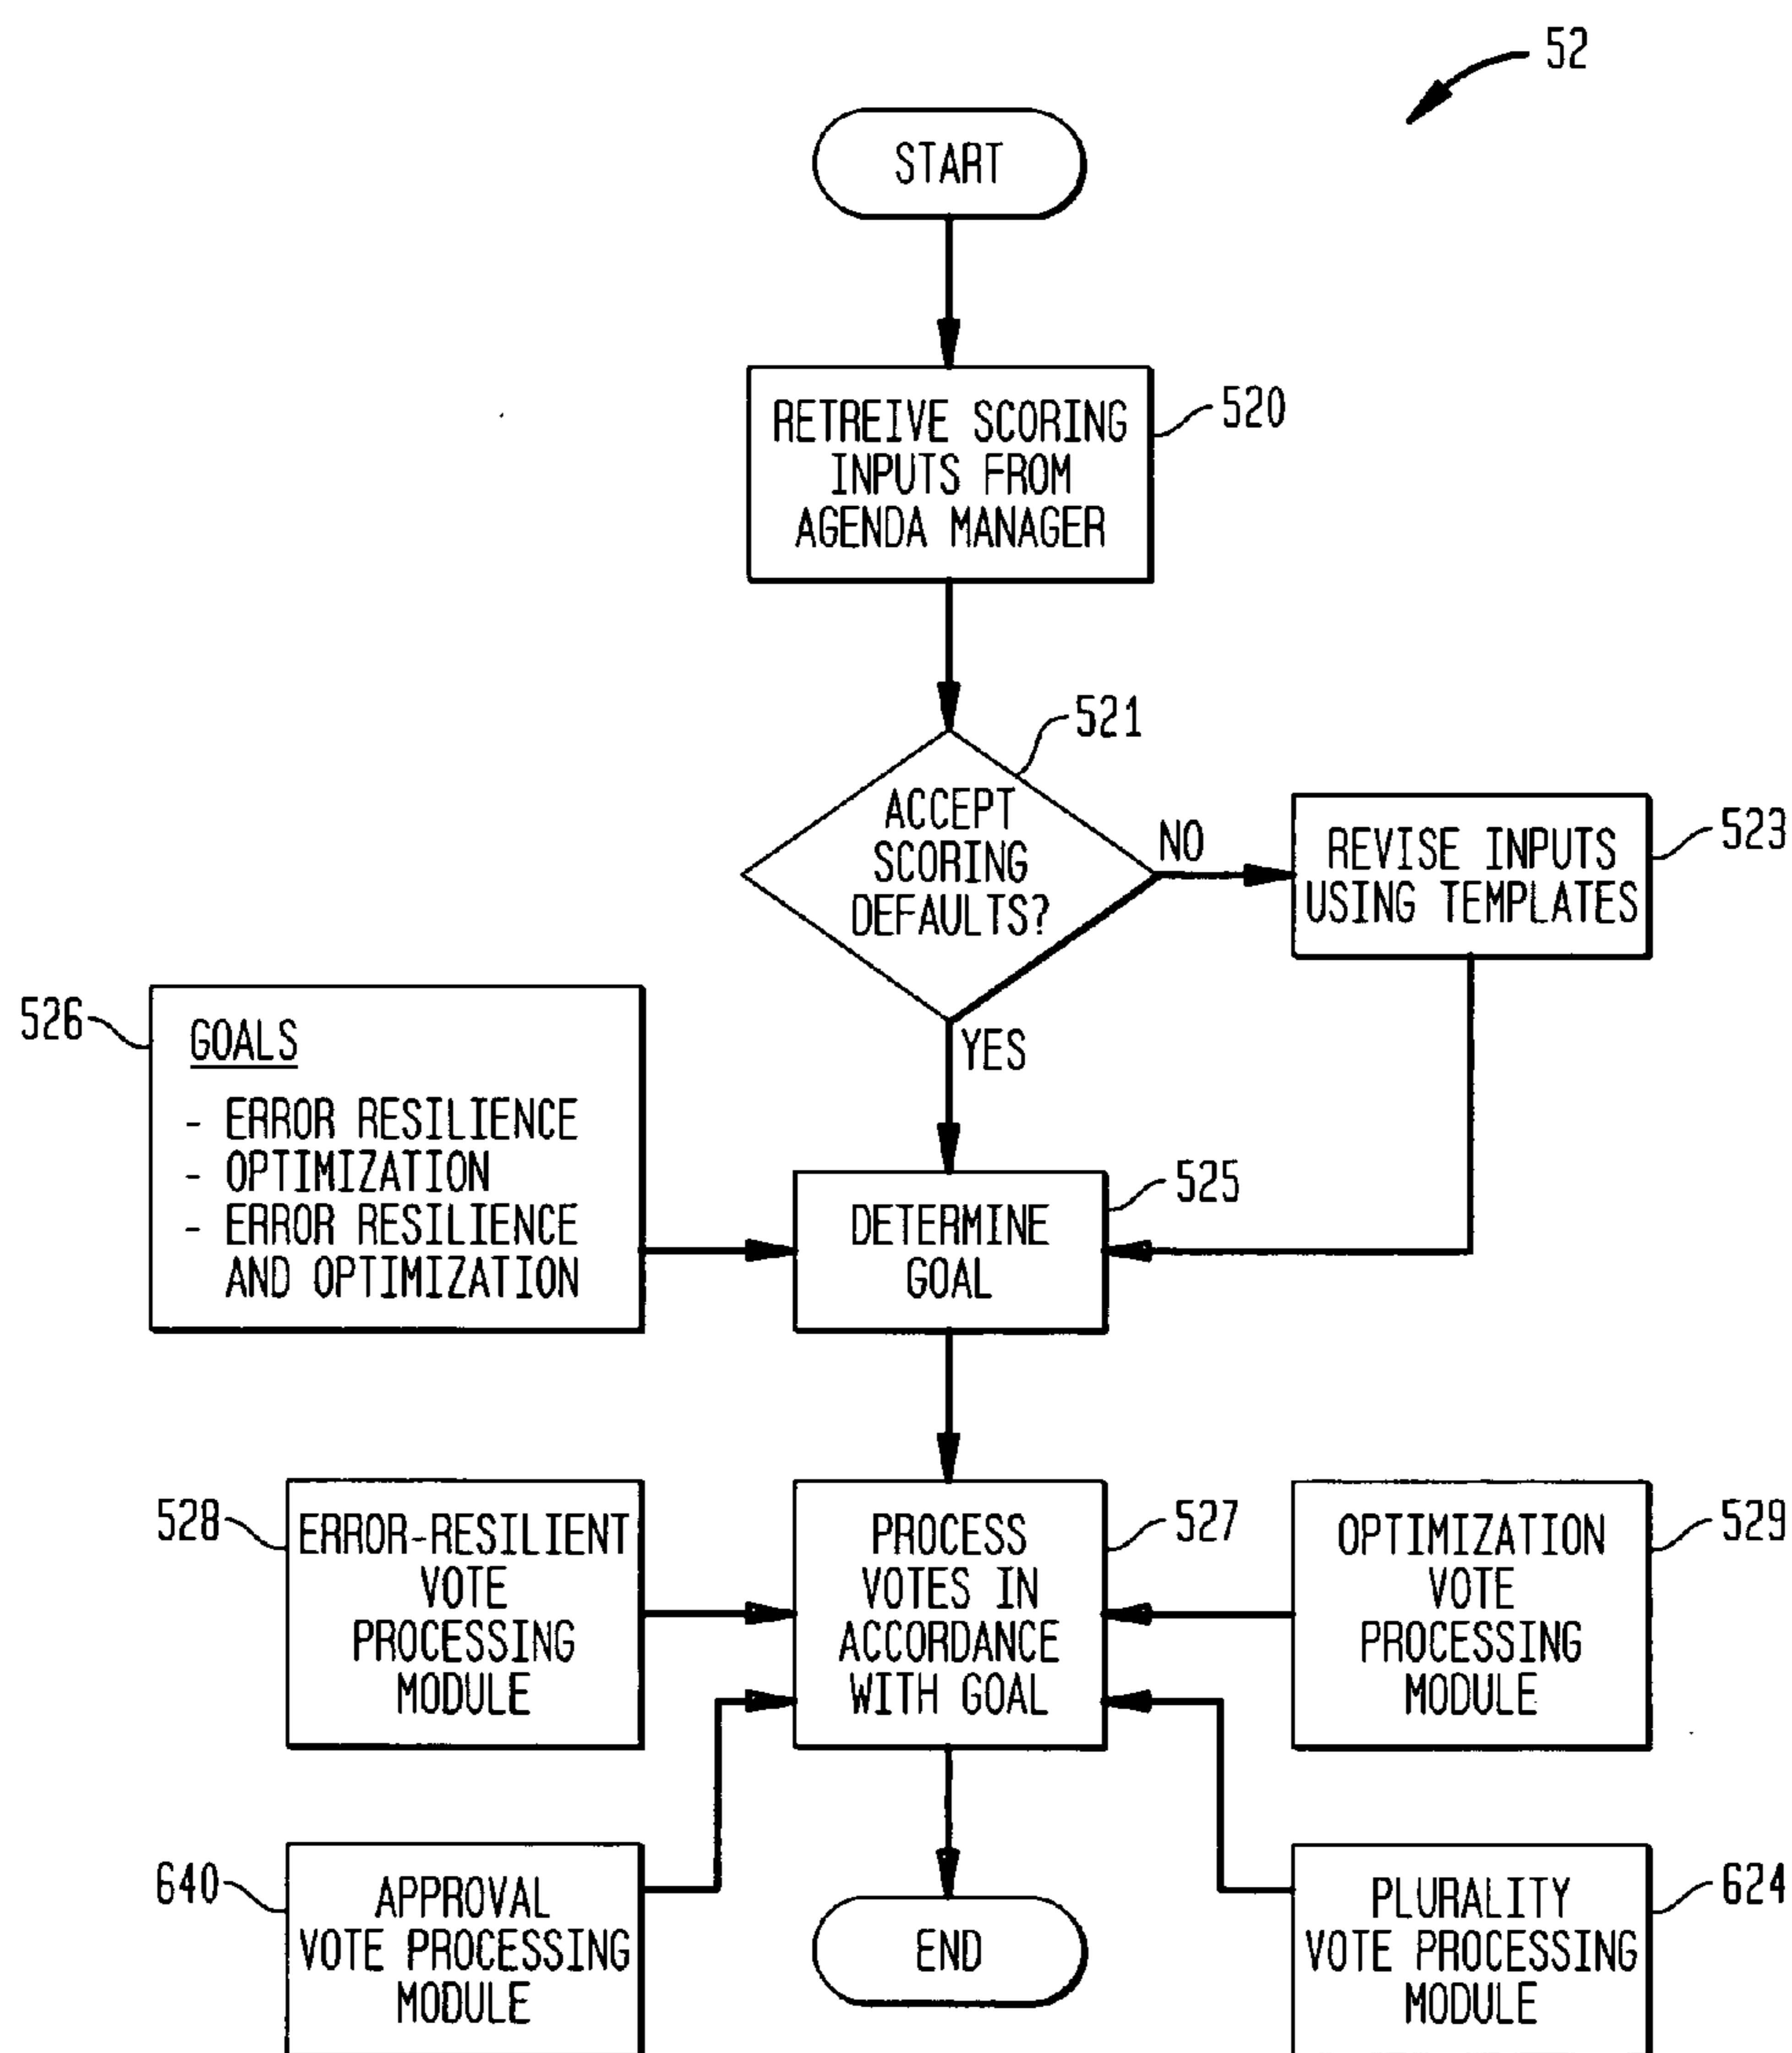 52
START
RETREIVE SCORING
INPUTS FROM
AGENDA MANAGER
520
521
ACCEPT
SCORING
DEFAULTS?
NO
REVISE INPUTS
USING TEMPLATES
523
YES
526
GOALS
- ERROR RESILIENCE
- OPTIMIZATION
- ERROR RESILIENCE
AND OPTIMIZATION
DETERMINE
GOAL
525
528
ERROR-RESILIENT
VOTE
PROCESSING
MODULE
PROCESS
VOTES IN
ACCORDANCE
WITH GOAL
527
OPTIMIZATION
VOTE
PROCESSING
MODULE
529
640
APPROVAL
VOTE PROCESSING
MODULE
END
PLURALITY
VOTE PROCESSING
MODULE
624